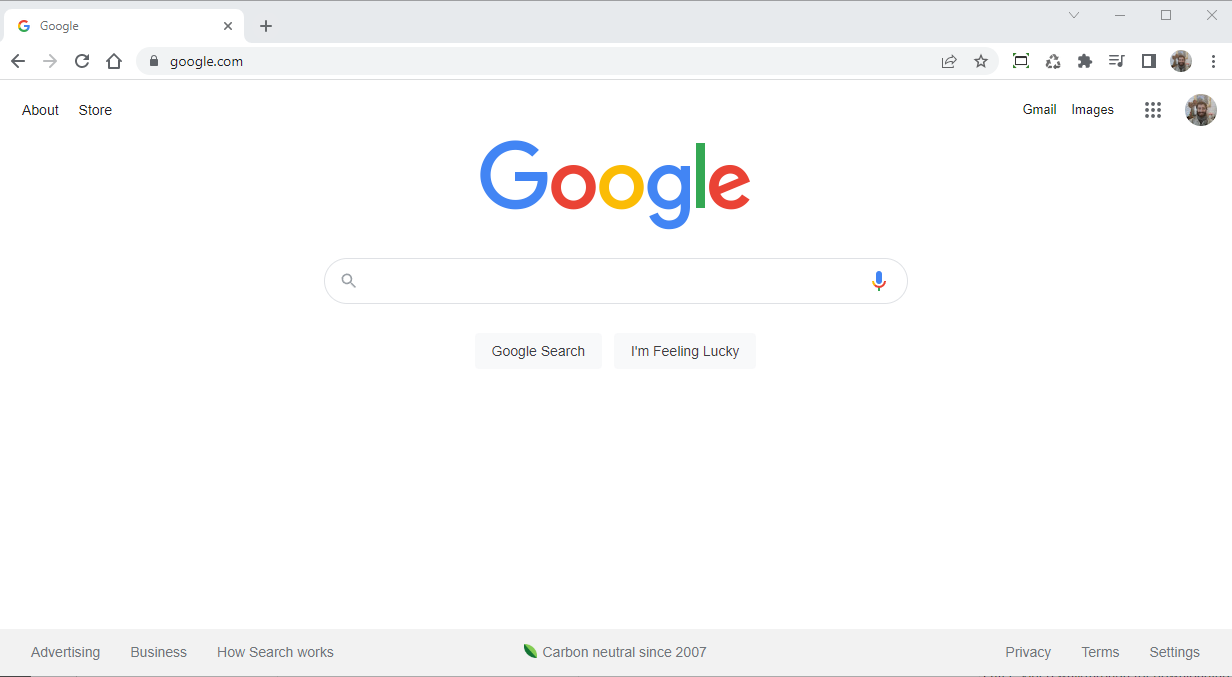 Google
google.com
About Store Gmail Images
Google
Google Search I'm Feeling Lucky
Advertising Business How Search works Carbon neutral since 2007 Privacy Terms Settings